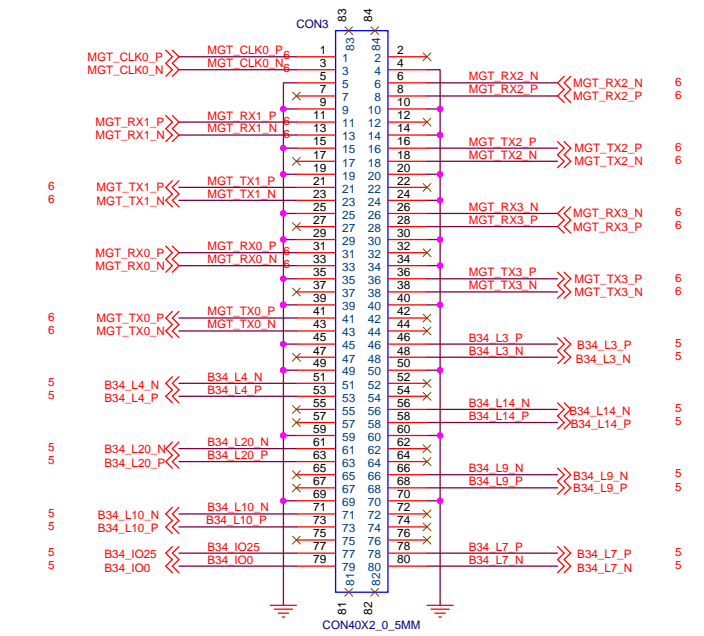 83 84
CON3
83 84
MGT_CLK0_P MGT_CLK0_P 6 1 1 2 2
MGT_CLK0_N MGT_CLK0_N 6 3 3 4 4
5 5 6 6 MGT_RX2_N MGT_RX2_N 6
7 7 8 8 MGT_RX2_P MGT_RX2_P 6
9 9 10 10
MGT_RX1_P MGT_RX1_P 6 11 11 12 12
MGT_RX1_N MGT_RX1_N 6 13 13 14 14
15 15 16 16 MGT_TX2_P MGT_TX2_P 6
17 17 18 18 MGT_TX2_N MGT_TX2_N 6
19 19 20 20
6 MGT_TX1_P MGT_TX1_P 21 21 22 22
6 MGT_TX1_N MGT_TX1_N 23 23 24 24
25 25 26 26 MGT_RX3_N MGT_RX3_N 6
27 27 28 28 MGT_RX3_P MGT_RX3_P 6
29 29 30 30
MGT_RX0_P MGT_RX0_P 6 31 31 32 32
MGT_RX0_N MGT_RX0_N 6 33 33 34 34
35 35 36 36 MGT_TX3_P MGT_TX3_P 6
37 37 38 38 MGT_TX3_N MGT_TX3_N 6
39 39 40 40
6 MGT_TX0_P MGT_TX0_P 41 41 42 42
6 MGT_TX0_N MGT_TX0_N 43 43 44 44
45 45 46 46 B34_L3_P B34_L3_P 5
47 47 48 48 B34_L3_N B34_L3_N 5
49 49 50 50
5 B34_L4_N B34_L4_N 51 51 52 52
5 B34_L4_P B34_L4_P 53 53 54 54
55 55 56 56 B34_L14_N B34_L14_N 5
57 57 58 58 B34_L14_P B34_L14_P 5
59 59 60 60
5 B34_L20_N B34_L20_N 61 61 62 62
5 B34_L20_P B34_L20_P 63 63 64 64
65 65 66 66 B34_L9_N B34_L9_N 5
67 67 68 68 B34_L9_P B34_L9_P 5
69 69 70 70
5 B34_L10_N B34_L10_N 71 71 72 72
5 B34_L10_P B34_L10_P 73 73 74 74
75 75 76 76
5 B34_IO25 B34_IO25 77 77 78 78 B34_L7_P B34_L7_P 5
5 B34_IO0 B34_IO0 79 79 80 80 B34_L7_N B34_L7_N 5
81 82
81 82
CON40X2_0_5MM